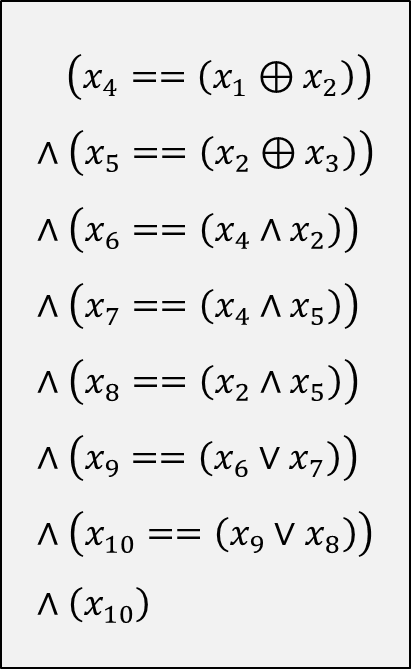 (x₄ == (x₁ ⊕ x₂))
∧ (x₅ == (x₂ ⊕ x₃))
∧ (x₆ == (x₄ ∧ x₂))
∧ (x₇ == (x₄ ∧ x₅))
∧ (x₈ == (x₂ ∧ x₅))
∧ (x₉ == (x₆ ∨ x₇))
∧ (x₁₀ == (x₉ ∨ x₈))
∧ (x₁₀)